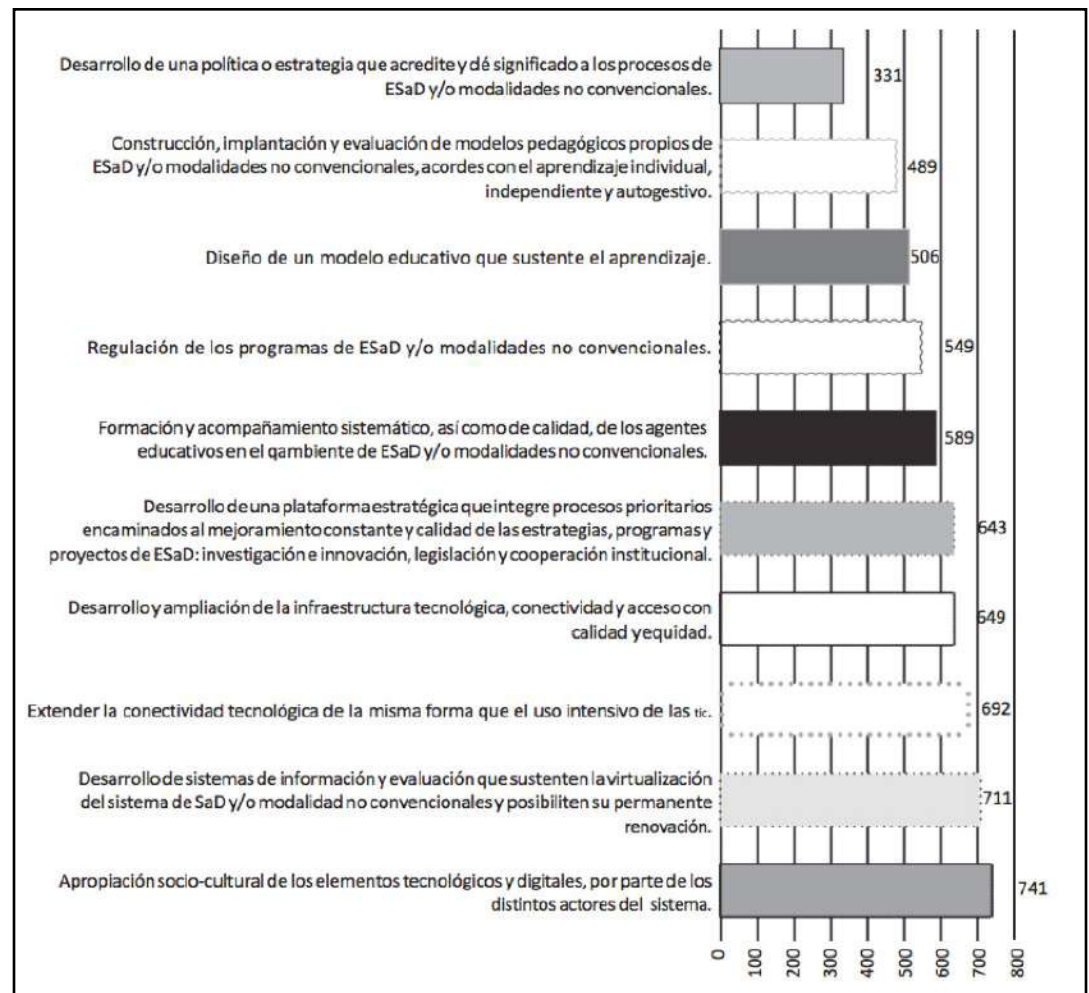 Desarrollo de una política o estrategia que acredite y dé significado a los procesos de
ESaD y/o modalidades no convencionales.
331
Construcción, implantación y evaluación de modelos pedagógicos propios de
ESaD y/o modalidades no convencionales, acordes con el aprendizaje individual,
independiente y autogestivo.
489
Diseño de un modelo educativo que sustente el aprendizaje.
506
Regulación de los programas de ESaD y/o modalidades no convencionales.
549
Formación y acompañamiento sistemático, así como de calidad, de los agentes
educativos en el qambiente de ESaD y/o modalidades no convencionales.
589
Desarrollo de una plataforma estratégica que integre procesos prioritarios
encaminados al mejoramiento constante y calidad de las estrategias, programas y
proyectos de ESaD: investigación e innovación, legislación y cooperación institucional.
643
Desarrollo y ampliación de la infraestructura tecnológica, conectividad y acceso con
calidad yequidad.
649
Extender la conectividad tecnológica de la misma forma que el uso intensivo de las tic.
692
Desarrollo de sistemas de información y evaluación que sustenten la virtualización
del sistema de SaD y/o modalidad no convencionales y posibiliten su permanente
renovación.
711
Apropiación socio-cultural de los elementos tecnológicos y digitales, por parte de los
distintos actores del sistema.
741
0
100
200
300
400
500
600
700
800